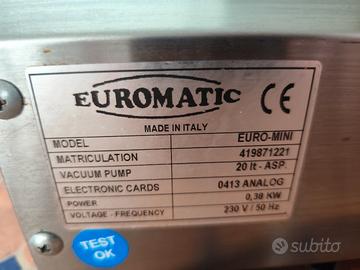 EUROMATIC CE
MADE IN ITALY
MODEL EURO-MINI
MATRICULATION 419871221
VACUUM PUMP 20 lt - ASP.
ELECTRONIC CARDS 0413 ANALOG
POWER 0,38 KW
VOLTAGE - FREQUENCY 230 V / 50 Hz
TEST
OK
subito